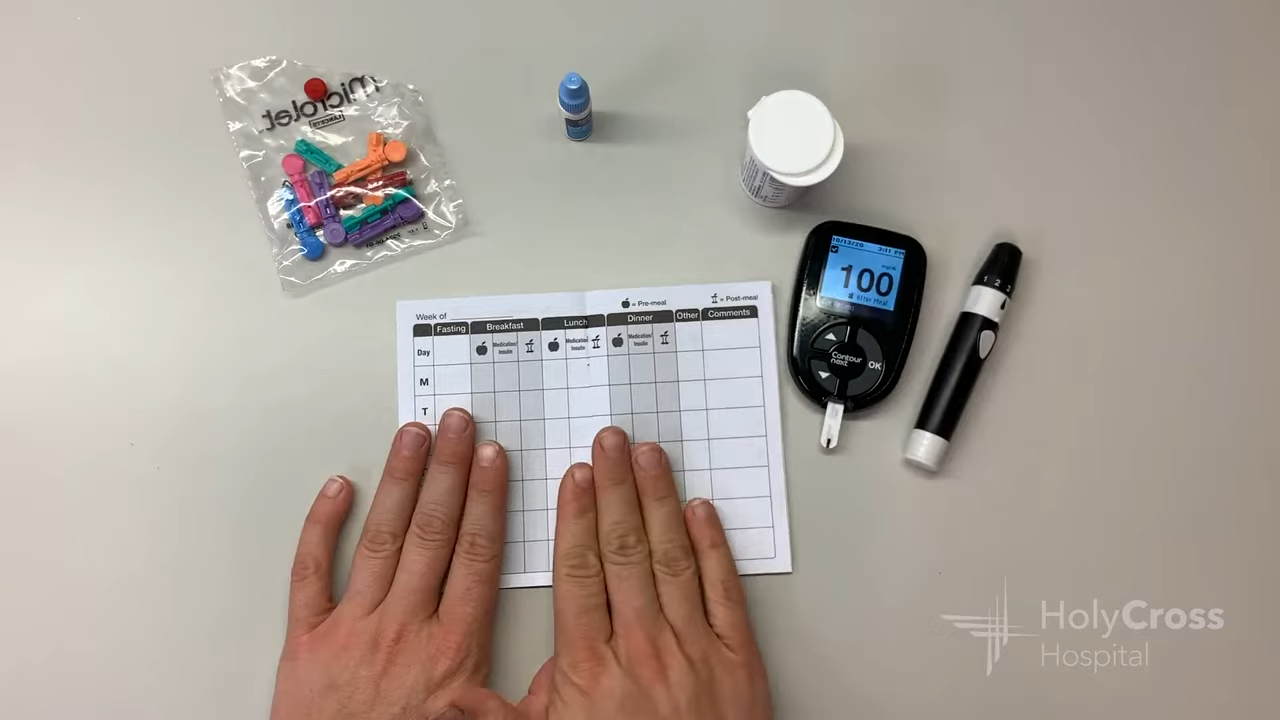 Microlet
LANCETS
10/13/20 3:11 PM
mg/dL
100
After Meal
Contour
next
OK
1 2 3
Week of
= Pre-meal
= Post-meal
Fasting Breakfast Lunch Dinner Other Comments
Day
Medication/
Insulin
Medication/
Insulin
Medication/
Insulin
M
T
HolyCross
Hospital